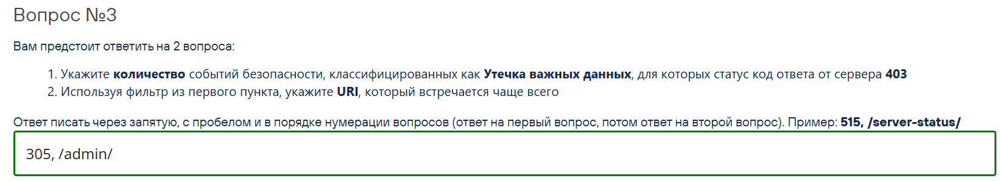 Вопрос №3
Вам предстоит ответить на 2 вопроса:
1. Укажите количество событий безопасности, классифицированных как Утечка важных данных, для которых статус код ответа от сервера 403
2. Используя фильтр из первого пункта, укажите URI, который встречается чаще всего
Ответ писать через запятую, с пробелом и в порядке нумерации вопросов (ответ на первый вопрос, потом ответ на второй вопрос). Пример: 515, /server-status/
305, /admin/